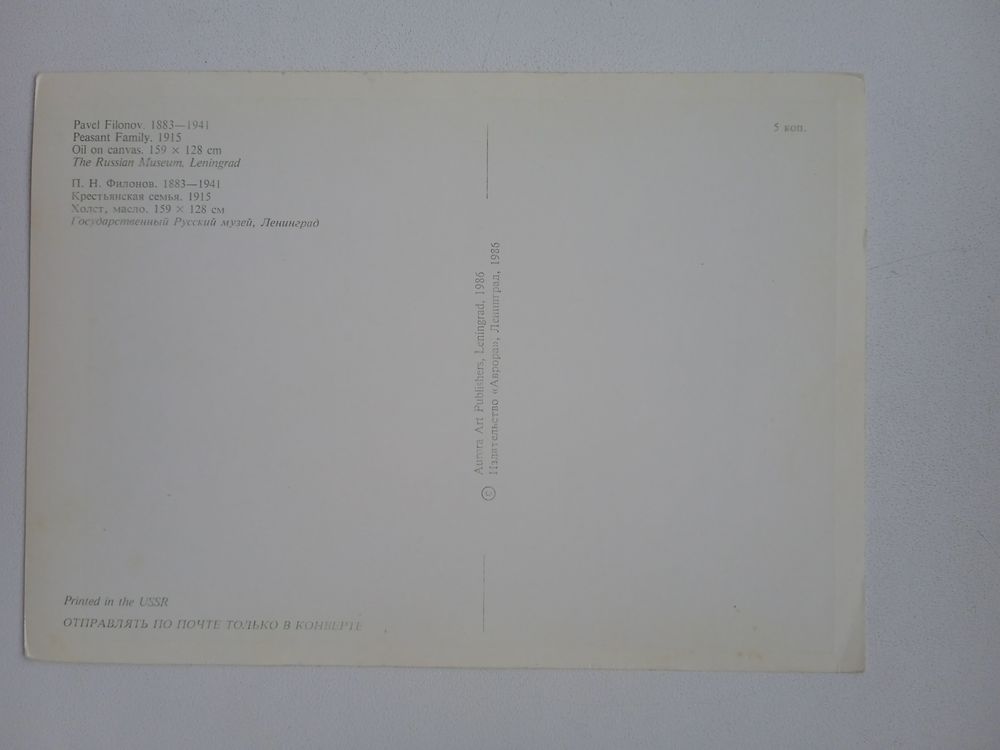 Pavel Filonov. 1883—1941
Peasant Family. 1915
Oil on canvas. 159 × 128 cm
The Russian Museum, Leningrad
П. Н. Филонов. 1883—1941
Крестьянская семья. 1915
Холст, масло. 159 × 128 см
Государственный Русский музей, Ленинград
5 коп.
© Aurora Art Publishers, Leningrad, 1986
Издательство «Аврора», Ленинград, 1986
Printed in the USSR
ОТПРАВЛЯТЬ ПО ПОЧТЕ ТОЛЬКО В КОНВЕРТЕ